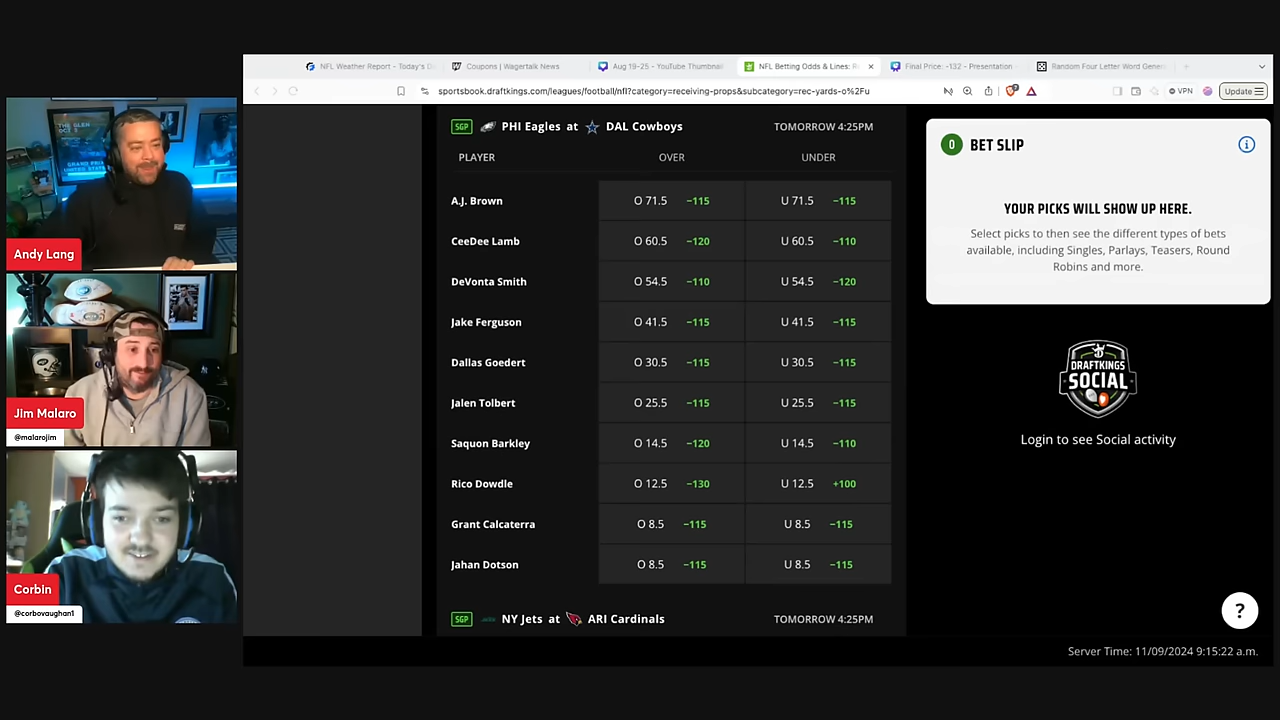 NFL Weather Report - Today's D
Coupons | Wagertalk News
Aug 19-25 - YouTube Thumbnai
NFL Betting Odds & Lines: R
Final Price: -132 - Presentation
Random Four Letter Word Gene
sportsbook.draftkings.com/leagues/football/nfl?category=receiving-props&subcategory=rec-yards-o%2Fu
VPN
Update
SGP PHI Eagles at DAL Cowboys TOMORROW 4:25PM
PLAYER OVER UNDER
A.J. Brown O 71.5 −115 U 71.5 −115
CeeDee Lamb O 60.5 −120 U 60.5 −110
DeVonta Smith O 54.5 −110 U 54.5 −120
Jake Ferguson O 41.5 −115 U 41.5 −115
Dallas Goedert O 30.5 −115 U 30.5 −115
Jalen Tolbert O 25.5 −115 U 25.5 −115
Saquon Barkley O 14.5 −120 U 14.5 −110
Rico Dowdle O 12.5 −130 U 12.5 +100
Grant Calcaterra O 8.5 −115 U 8.5 −115
Jahan Dotson O 8.5 −115 U 8.5 −115
SGP NY Jets at ARI Cardinals TOMORROW 4:25PM
0 BET SLIP
YOUR PICKS WILL SHOW UP HERE.
Select picks to then see the different types of bets
available, including Singles, Parlays, Teasers, Round
Robins and more.
DRAFTKINGS
SOCIAL
Login to see Social activity
?
Server Time: 11/09/2024 9:15:22 a.m.
Andy Lang
Jim Malaro
@malarojim
Corbin
@corbovaughan1